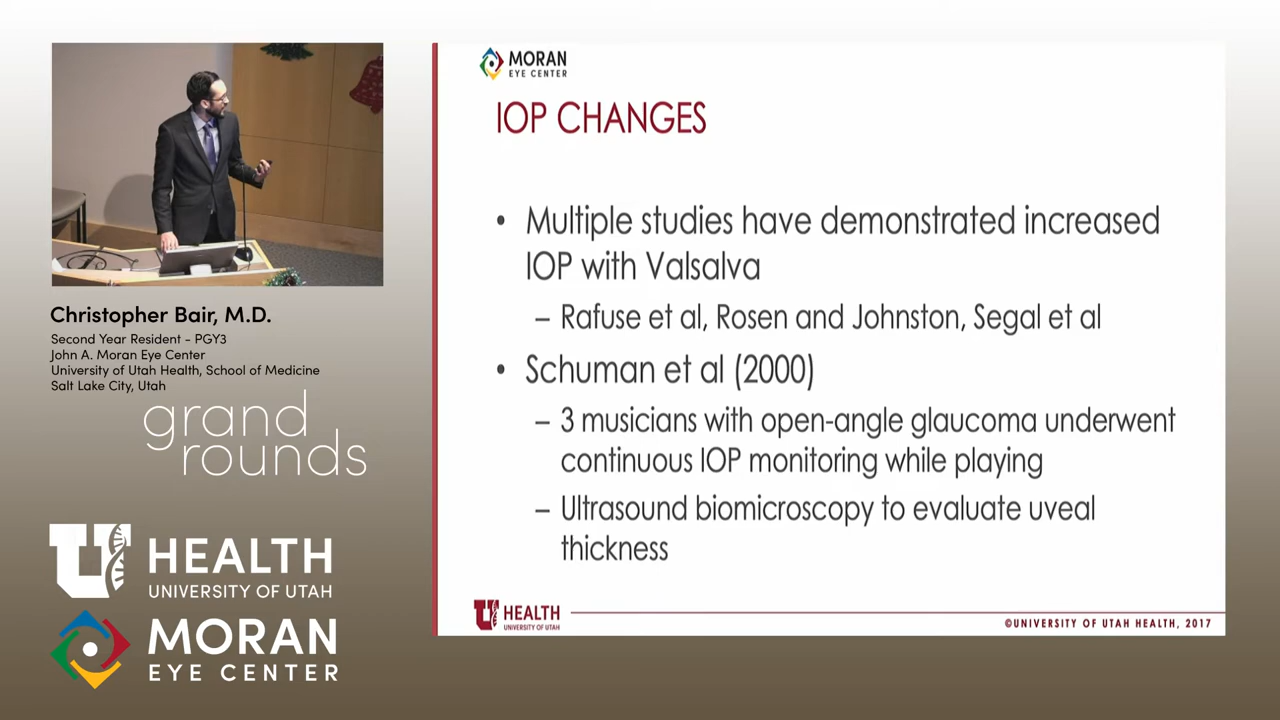 Christopher Bair, M.D.
Second Year Resident - PGY3
John A. Moran Eye Center
University of Utah Health, School of Medicine
Salt Lake City, Utah
grand
rounds
U HEALTH
UNIVERSITY OF UTAH
MORAN
EYE CENTER
MORAN
EYE CENTER
IOP CHANGES
• Multiple studies have demonstrated increased
IOP with Valsalva
– Rafuse et al, Rosen and Johnston, Segal et al
• Schuman et al (2000)
– 3 musicians with open-angle glaucoma underwent
continuous IOP monitoring while playing
– Ultrasound biomicroscopy to evaluate uveal
thickness
U HEALTH
UNIVERSITY OF UTAH
©UNIVERSITY OF UTAH HEALTH, 2017